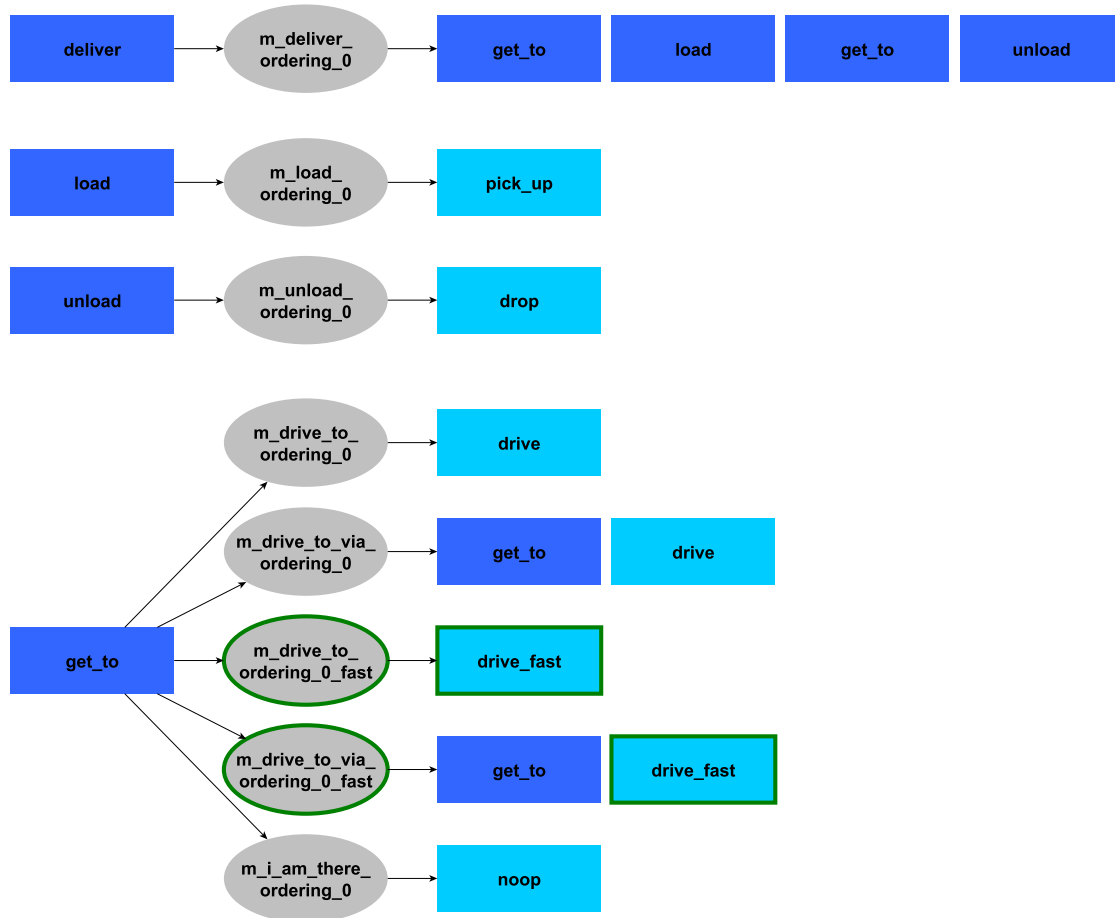 deliver
m_deliver_
ordering_0
get_to
load
get_to
unload
load
m_load_
ordering_0
pick_up
unload
m_unload_
ordering_0
drop
m_drive_to_
ordering_0
drive
m_drive_to_via_
ordering_0
get_to
drive
get_to
m_drive_to_
ordering_0_fast
drive_fast
m_drive_to_via_
ordering_0_fast
get_to
drive_fast
m_i_am_there_
ordering_0
noop